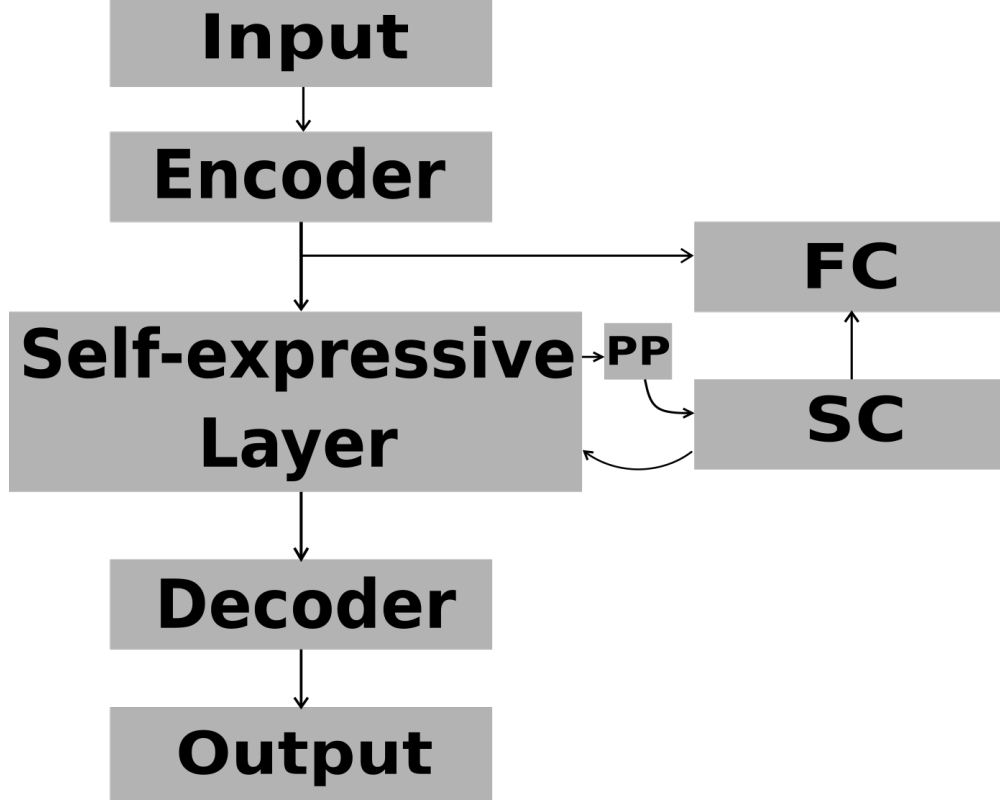 Input
Encoder
FC
Self-expressive
Layer
PP
SC
Decoder
Output